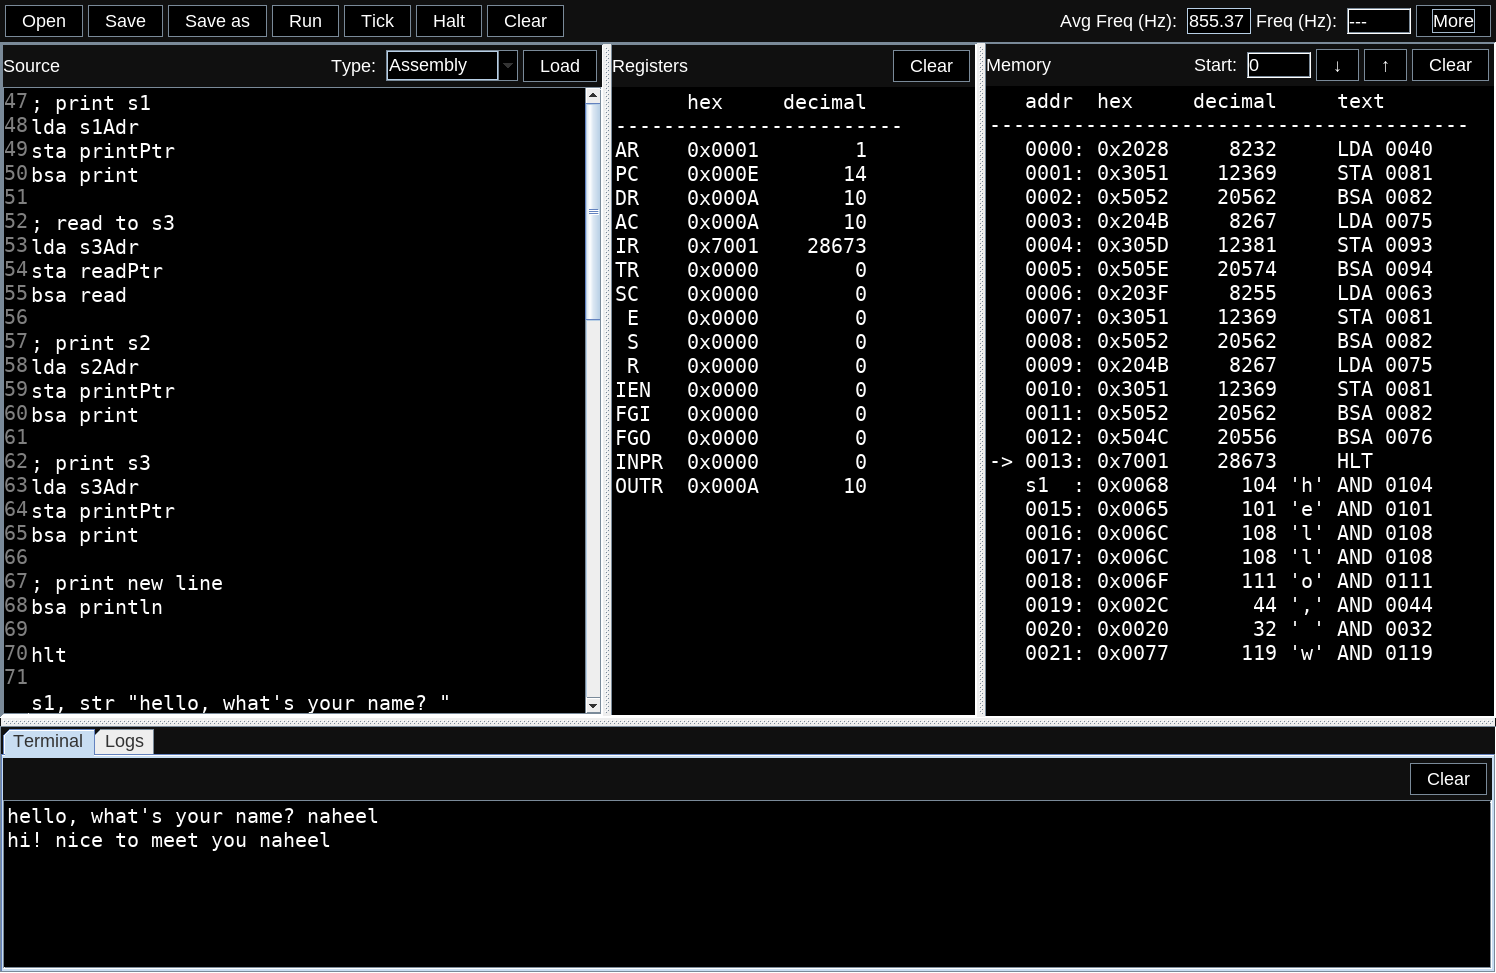 Open Save Save as Run Tick Halt Clear Avg Freq (Hz): 855.37 Freq (Hz): --- More
Source Type: Assembly Load
47 ; print s1
48 lda s1Adr
49 sta printPtr
50 bsa print
51
52 ; read to s3
53 lda s3Adr
54 sta readPtr
55 bsa read
56
57 ; print s2
58 lda s2Adr
59 sta printPtr
60 bsa print
61
62 ; print s3
63 lda s3Adr
64 sta printPtr
65 bsa print
66
67 ; print new line
68 bsa println
69
70 hlt
71
s1, str "hello, what's your name? "
Registers Clear
hex decimal
------------------------
AR 0x0001 1
PC 0x000E 14
DR 0x000A 10
AC 0x000A 10
IR 0x7001 28673
TR 0x0000 0
SC 0x0000 0
E 0x0000 0
S 0x0000 0
R 0x0000 0
IEN 0x0000 0
FGI 0x0000 0
FGO 0x0000 0
INPR 0x0000 0
OUTR 0x000A 10
Memory Start: 0 ↓ ↑ Clear
addr hex decimal text
----------------------------------------
0000: 0x2028 8232 LDA 0040
0001: 0x3051 12369 STA 0081
0002: 0x5052 20562 BSA 0082
0003: 0x204B 8267 LDA 0075
0004: 0x305D 12381 STA 0093
0005: 0x505E 20574 BSA 0094
0006: 0x203F 8255 LDA 0063
0007: 0x3051 12369 STA 0081
0008: 0x5052 20562 BSA 0082
0009: 0x204B 8267 LDA 0075
0010: 0x3051 12369 STA 0081
0011: 0x5052 20562 BSA 0082
0012: 0x504C 20556 BSA 0076
-> 0013: 0x7001 28673 HLT
s1 : 0x0068 104 'h' AND 0104
0015: 0x0065 101 'e' AND 0101
0016: 0x006C 108 'l' AND 0108
0017: 0x006C 108 'l' AND 0108
0018: 0x006F 111 'o' AND 0111
0019: 0x002C 44 ',' AND 0044
0020: 0x0020 32 ' ' AND 0032
0021: 0x0077 119 'w' AND 0119
Terminal Logs
Clear
hello, what's your name? naheel
hi! nice to meet you naheel